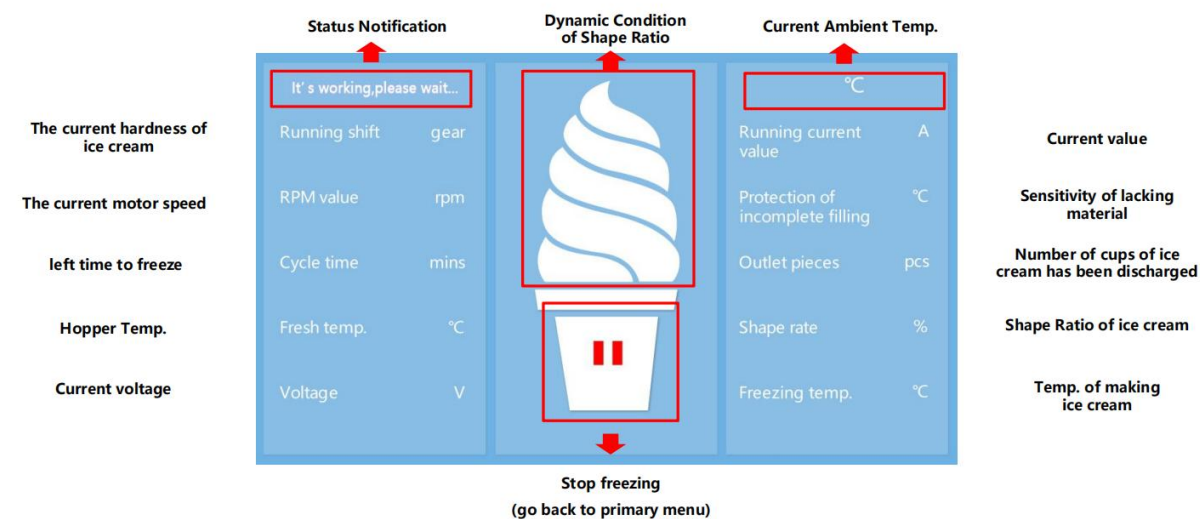 Status Notification
Dynamic Condition
of Shape Ratio
Current Ambient Temp.
It's working,please wait...
℃
The current hardness of
ice cream
Running shift gear
Running current
value
A
Current value
The current motor speed
RPM value rpm
Protection of
incomplete filling
℃
Sensitivity of lacking
material
left time to freeze
Cycle time mins
Outlet pieces pcs
Number of cups of ice
cream has been discharged
Hopper Temp.
Fresh temp. ℃
Shape rate %
Shape Ratio of ice cream
Current voltage
Voltage V
Freezing temp. ℃
Temp. of making
ice cream
Stop freezing
(go back to primary menu)